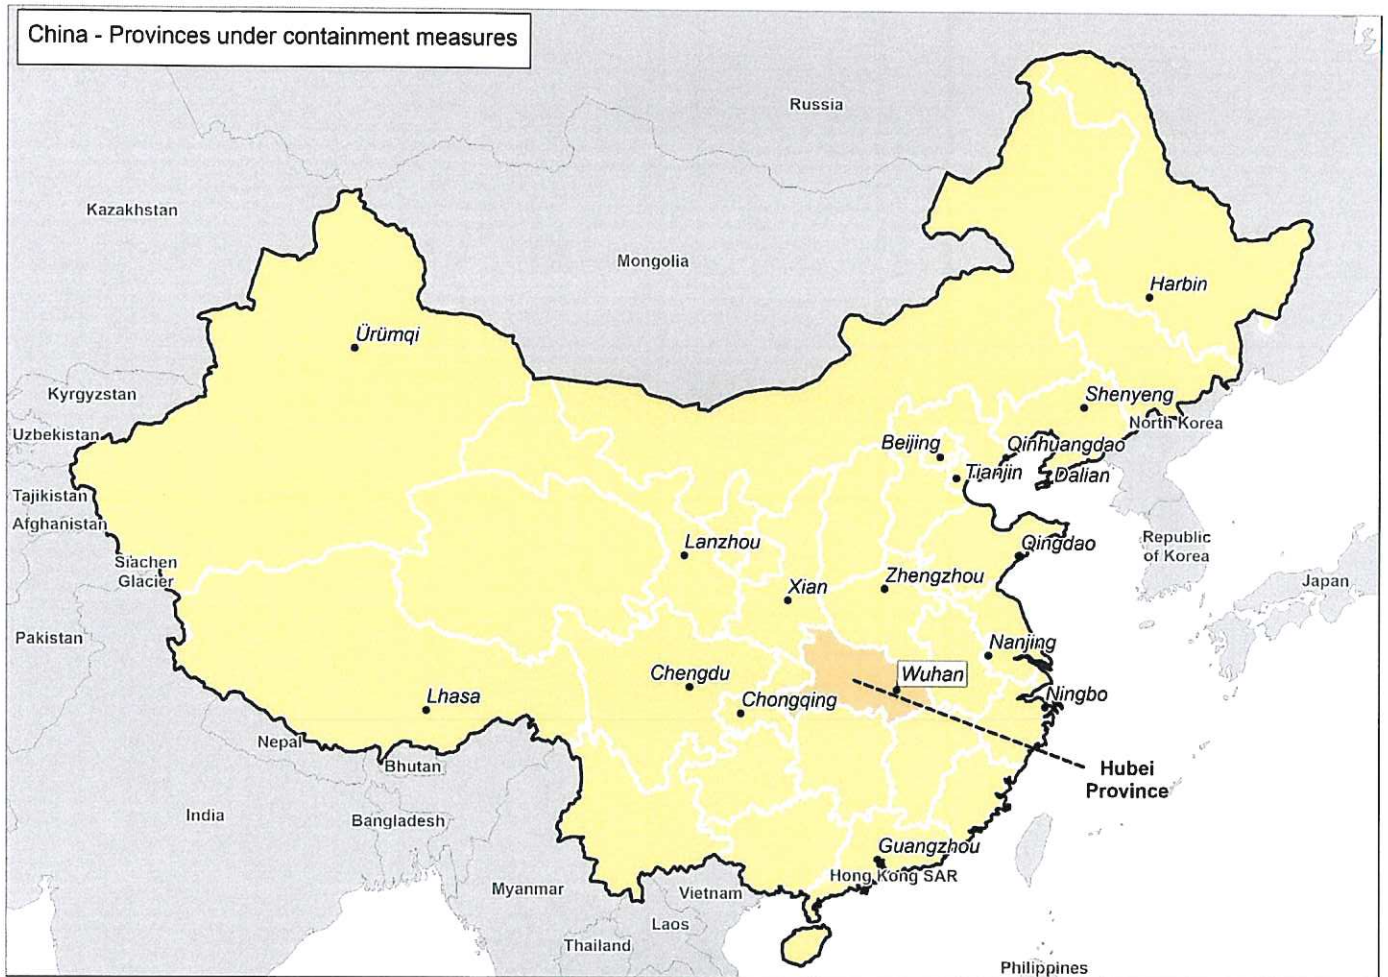 China - Provinces under containment measures
Russia
Kazakhstan
Mongolia
Harbin
Ürümqi
Kyrgyzstan
Shenyeng
North Korea
Uzbekistan
Beijing
Qinhuangdao
Tianjin
Dalian
Tajikistan
Afghanistan
Siachen
Glacier
Lanzhou
Qingdao
Republic
of Korea
Xian
Zhengzhou
Japan
Pakistan
Nanjing
Chengdu
Wuhan
Lhasa
Chongqing
Ningbo
Nepal
Bhutan
Hubei
Province
India
Bangladesh
Guangzhou
Hong Kong SAR
Myanmar
Vietnam
Laos
Thailand
Philippines